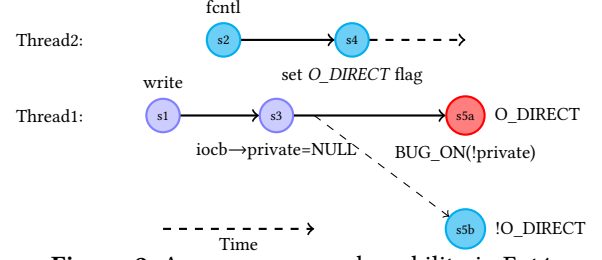 fcntl
Thread2: s2 s4
set O_DIRECT flag
write
Thread1: s1 s3 s5a O_DIRECT
iocb→private=NULL BUG_ON(!private)
s5b !O_DIRECT
Time